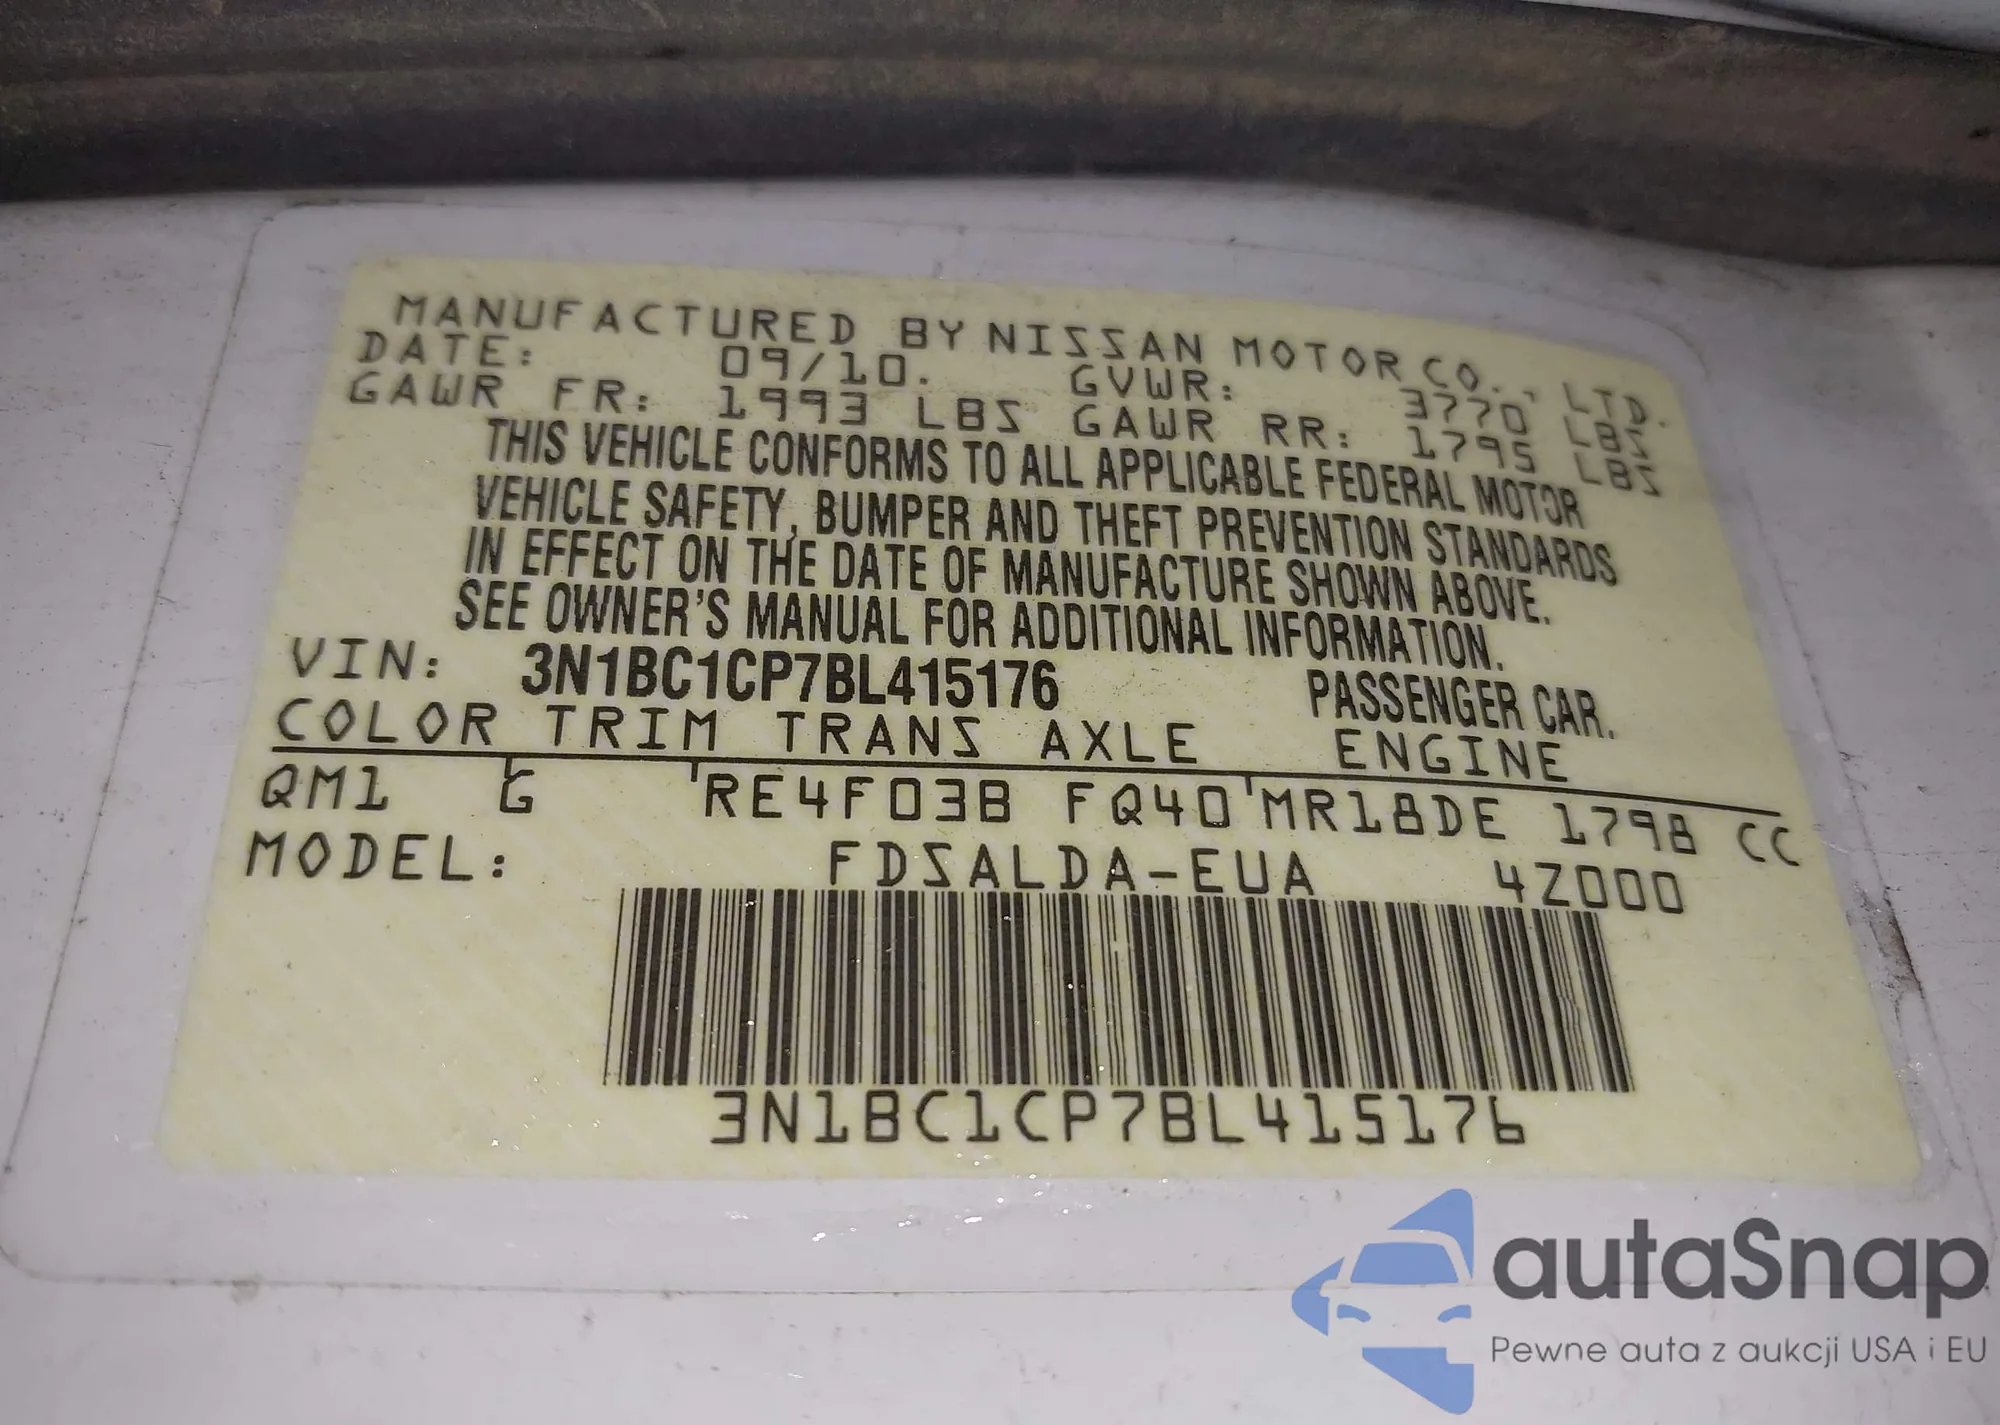 MANUFACTURED BY NISSAN MOTOR CO., LTD.
DATE: 09/10. GVWR: 3770 LBS
GAWR FR: 1993 LBS GAWR RR: 1795 LBS
THIS VEHICLE CONFORMS TO ALL APPLICABLE FEDERAL MOTOR
VEHICLE SAFETY, BUMPER AND THEFT PREVENTION STANDARDS
IN EFFECT ON THE DATE OF MANUFACTURE SHOWN ABOVE.
SEE OWNER'S MANUAL FOR ADDITIONAL INFORMATION.
VIN: 3N1BC1CP7BL415176 PASSENGER CAR.
COLOR TRIM TRANS AXLE ENGINE
QM1 G RE4F03B FQ40 MR18DE 1798 CC
MODEL: FDSALDA-EUA 4Z000
3N1BC1CP7BL415176
autaSnap
Pewne auta z aukcji USA i EU